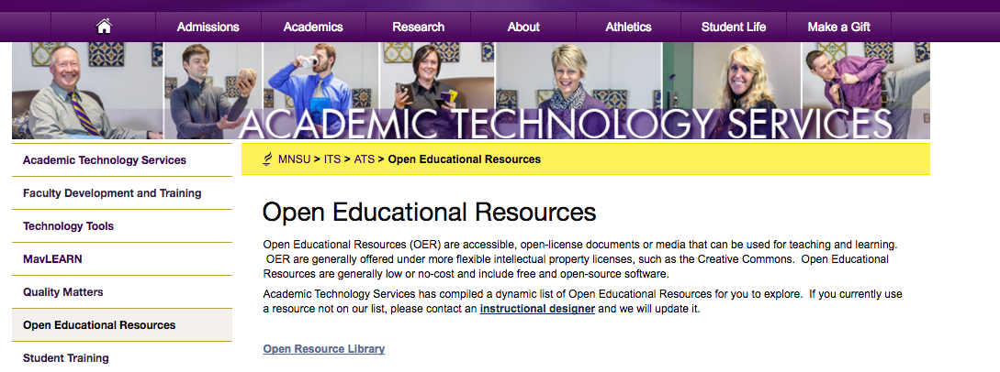 Admissions
Academics
Research
About
Athletics
Student Life
Make a Gift
ACADEMIC TECHNOLOGY SERVICES
Academic Technology Services
Faculty Development and Training
Technology Tools
MavLEARN
Quality Matters
Open Educational Resources
Student Training
MNSU > ITS > ATS > Open Educational Resources
Open Educational Resources
Open Educational Resources (OER) are accessible, open-license documents or media that can be used for teaching and learning.
OER are generally offered under more flexible intellectual property licenses, such as the Creative Commons.  Open Educational
Resources are generally low or no-cost and include free and open-source software.
Academic Technology Services has compiled a dynamic list of Open Educational Resources for you to explore.  If you currently use
a resource not on our list, please contact an instructional designer and we will update it.
Open Resource Library